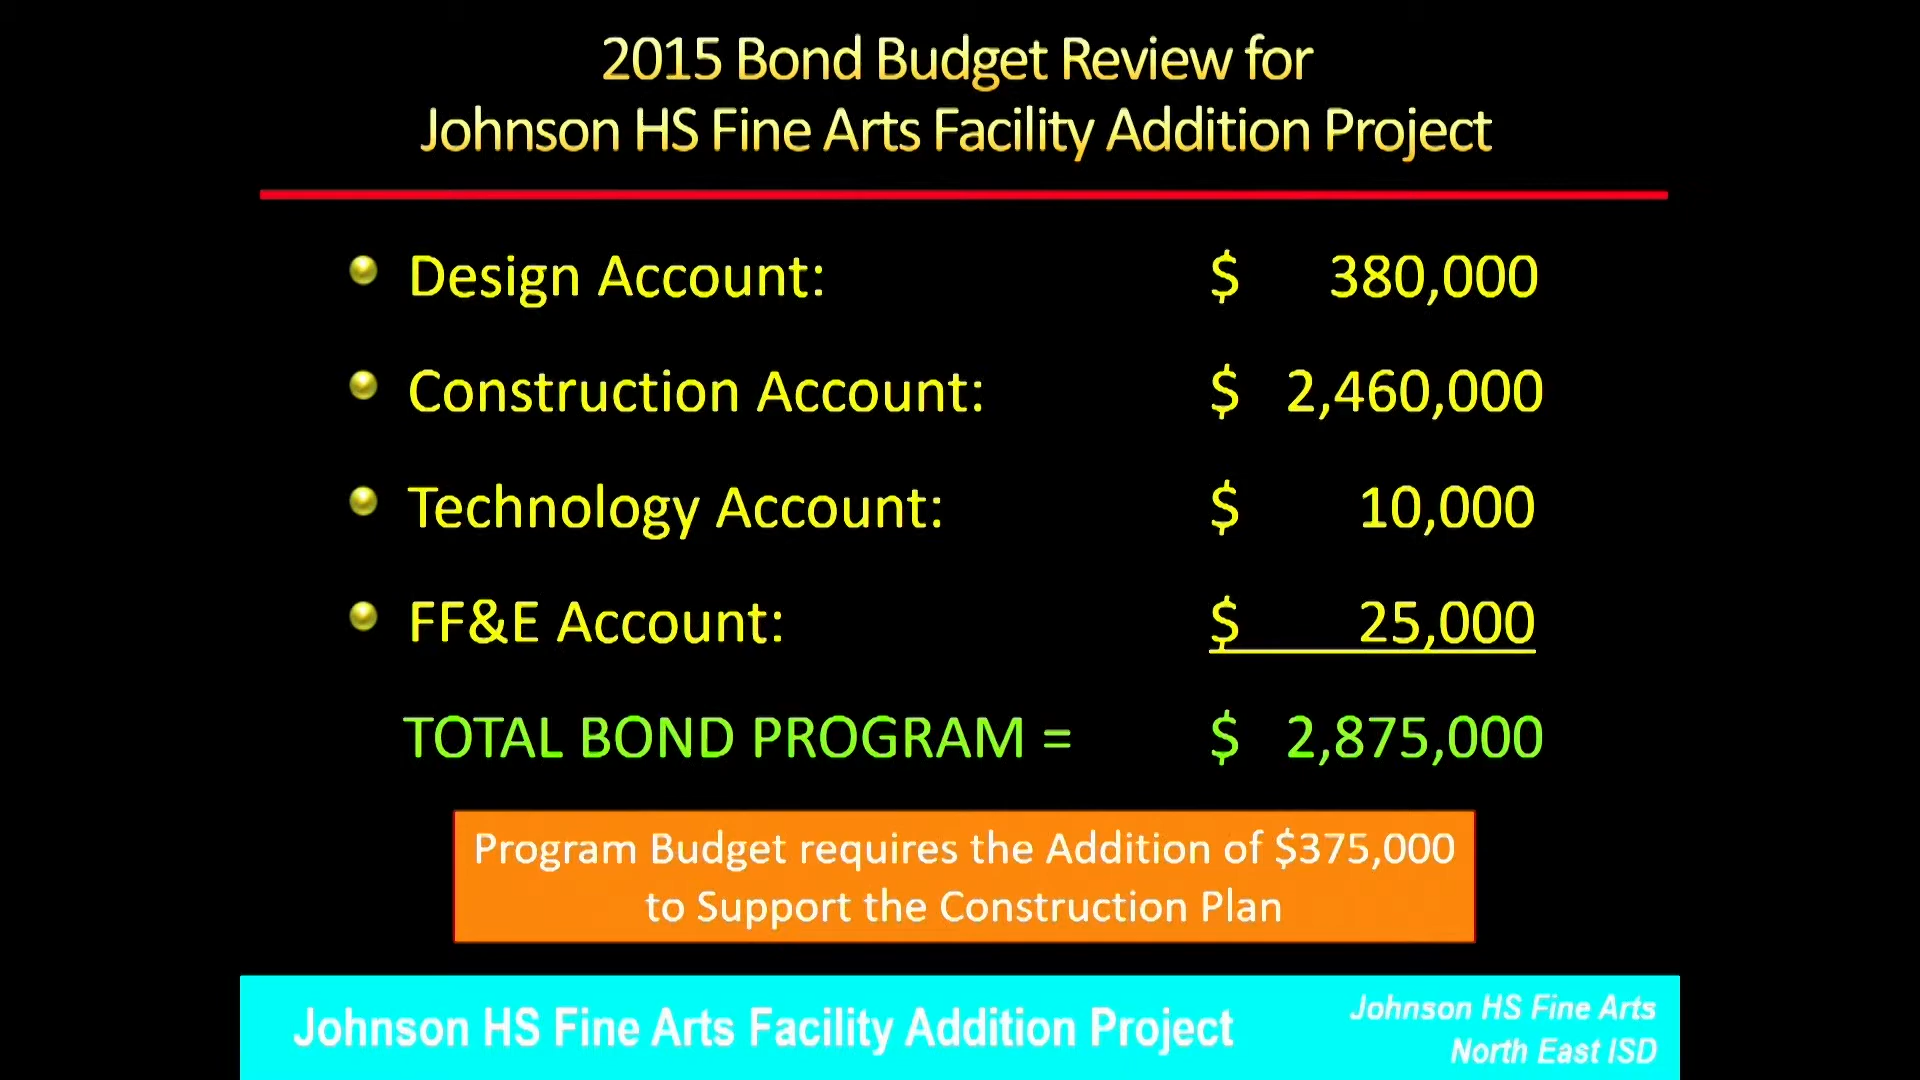 2015 Bond Budget Review for
Johnson HS Fine Arts Facility Addition Project
Design Account: $ 380,000
Construction Account: $ 2,460,000
Technology Account: $ 10,000
FF&E Account: $ 25,000
TOTAL BOND PROGRAM = $ 2,875,000
Program Budget requires the Addition of $375,000
to Support the Construction Plan
Johnson HS Fine Arts Facility Addition Project
Johnson HS Fine Arts
North East ISD